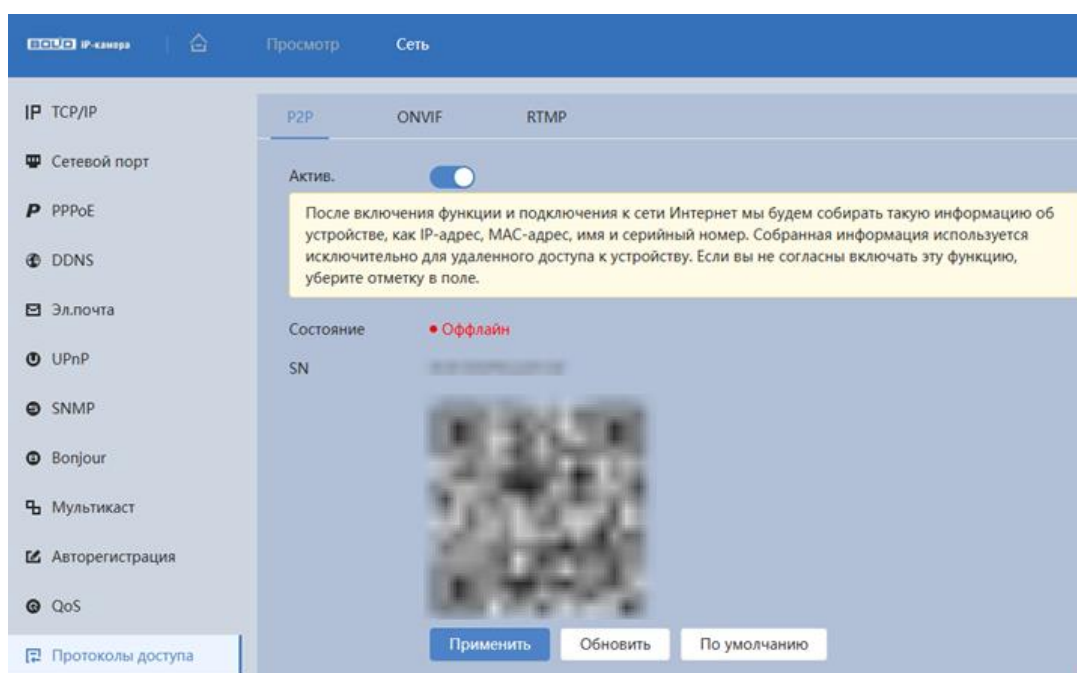 BOLID IP-камера
Просмотр
Сеть
IP TCP/IP
Сетевой порт
P PPPoE
DDNS
Эл.почта
UPnP
SNMP
Bonjour
Мультикаст
Авторегистрация
QoS
Протоколы доступа
P2P
ONVIF
RTMP
Актив.
После включения функции и подключения к сети Интернет мы будем собирать такую информацию об
устройстве, как IP-адрес, MAC-адрес, имя и серийный номер. Собранная информация используется
исключительно для удаленного доступа к устройству. Если вы не согласны включать эту функцию,
уберите отметку в поле.
Состояние
Оффлайн
SN
Применить
Обновить
По умолчанию